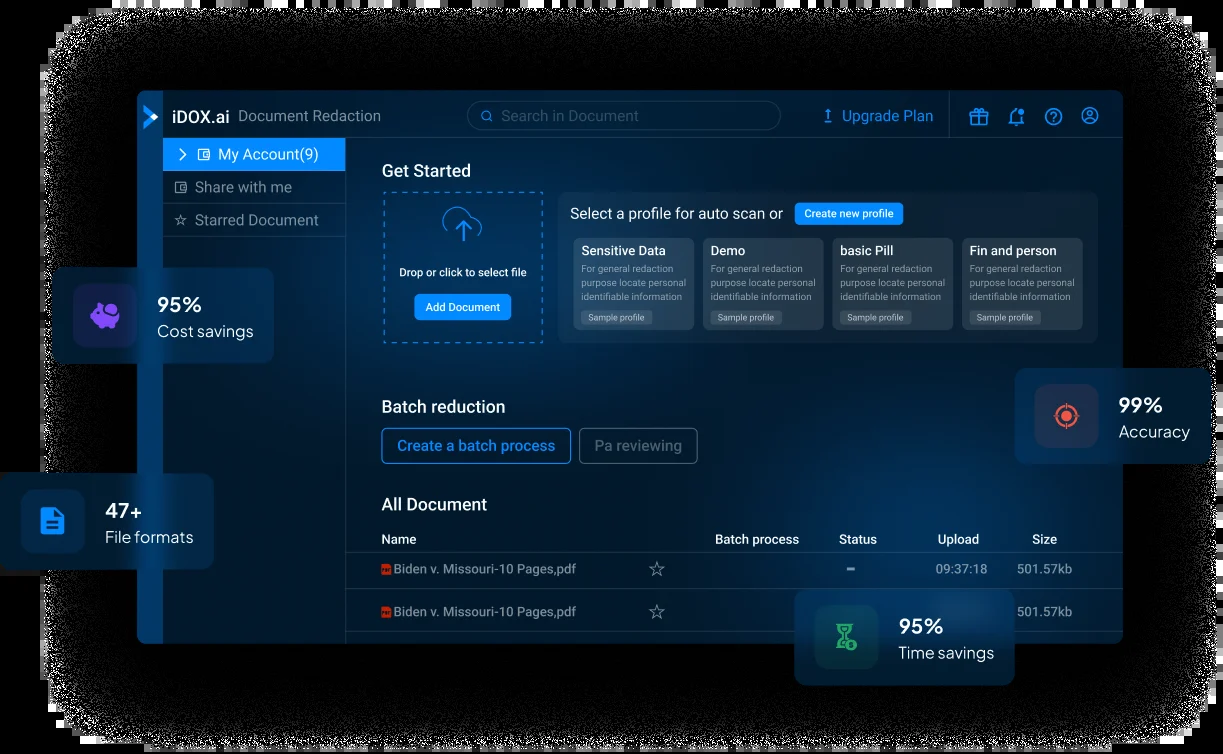 iDOX.ai Document Redaction
Search in Document
Upgrade Plan
My Account(9)
Share with me
Starred Document
Get Started
Drop or click to select file
Add Document
Select a profile for auto scan or
Create new profile
Sensitive Data
For general redaction
purpose locate personal
identifiable information
Sample profile
Demo
For general redaction
purpose locate personal
identifiable information
Sample profile
basic Pill
For general redaction
purpose locate personal
identifiable information
Sample profile
Fin and person
For general redaction
purpose locate personal
identifiable information
Sample profile
95%
Cost savings
99%
Accuracy
Batch reduction
Create a batch process
Pa reviewing
47+
File formats
All Document
Name Batch process Status Upload Size
Biden v. Missouri-10 Pages,pdf - 09:37:18 501.57kb
Biden v. Missouri-10 Pages,pdf 501.57kb
95%
Time savings